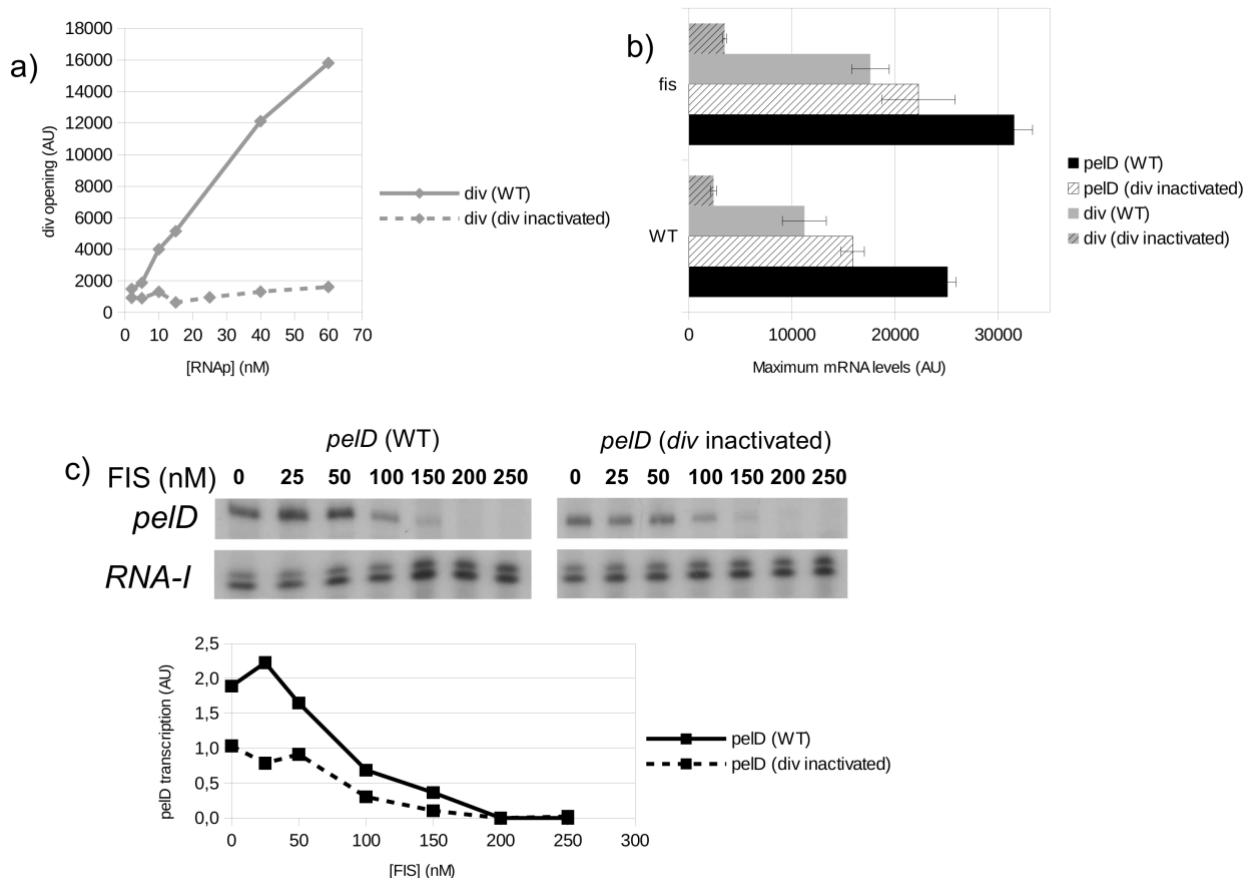 a)
18000
16000
14000
12000
10000
8000
6000
4000
2000
0
div opening (AU)
0 10 20 30 40 50 60 70
[RNAp] (nM)
div (WT)
div (div inactivated)
b)
fis
WT
0 10000 20000 30000
Maximum mRNA levels (AU)
pelD (WT)
pelD (div inactivated)
div (WT)
div (div inactivated)
c)
pelD (WT) pelD (div inactivated)
FIS (nM) 0 25 50 100 150 200 250 0 25 50 100 150 200 250
pelD
RNA-I
2,5
2,0
1,5
1,0
0,5
0,0
pelD transcription (AU)
0 50 100 150 200 250 300
[FIS] (nM)
pelD (WT)
pelD (div inactivated)